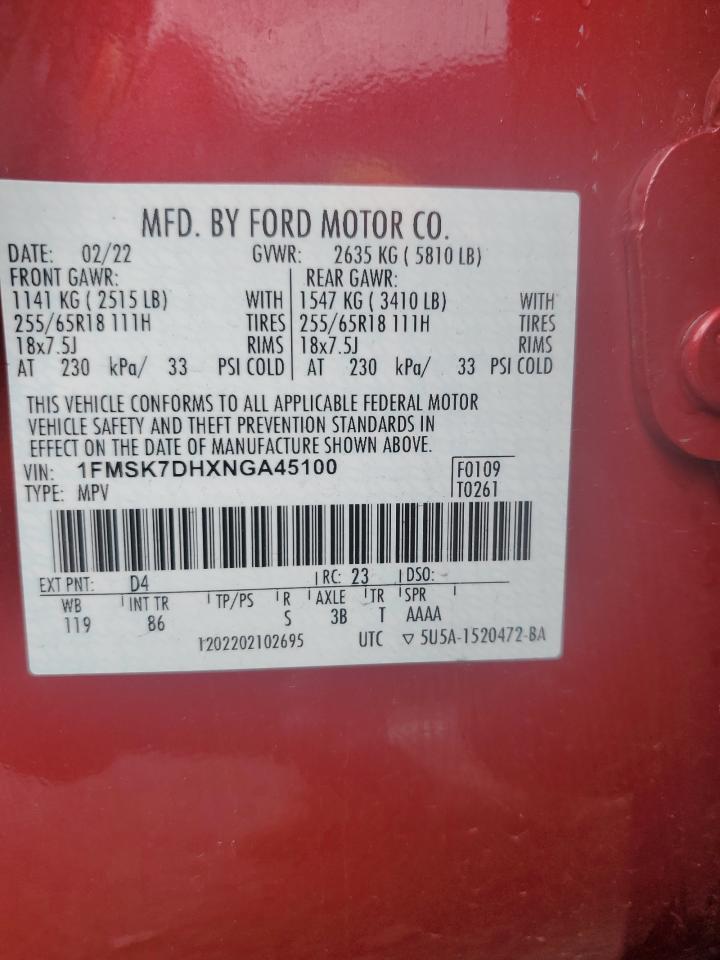 MFD. BY FORD MOTOR CO.
DATE: 02/22 GVWR: 2635 KG ( 5810 LB)
FRONT GAWR: REAR GAWR:
1141 KG ( 2515 LB) WITH 1547 KG ( 3410 LB) WITH
255/65R18 111H TIRES 255/65R18 111H TIRES
18x7.5J RIMS 18x7.5J RIMS
AT 230 kPa/ 33 PSI COLD AT 230 kPa/ 33 PSI COLD
THIS VEHICLE CONFORMS TO ALL APPLICABLE FEDERAL MOTOR
VEHICLE SAFETY AND THEFT PREVENTION STANDARDS IN
EFFECT ON THE DATE OF MANUFACTURE SHOWN ABOVE.
VIN: 1FMSK7DHXNGA45100 F0109
TYPE: MPV T0261
EXT PNT: D4 RC: 23 DSO:
WB INT TR TP/PS R AXLE TR SPR
119 86 S 3B T AAAA
1202202102695 UTC ▽ 5U5A-1520472-BA